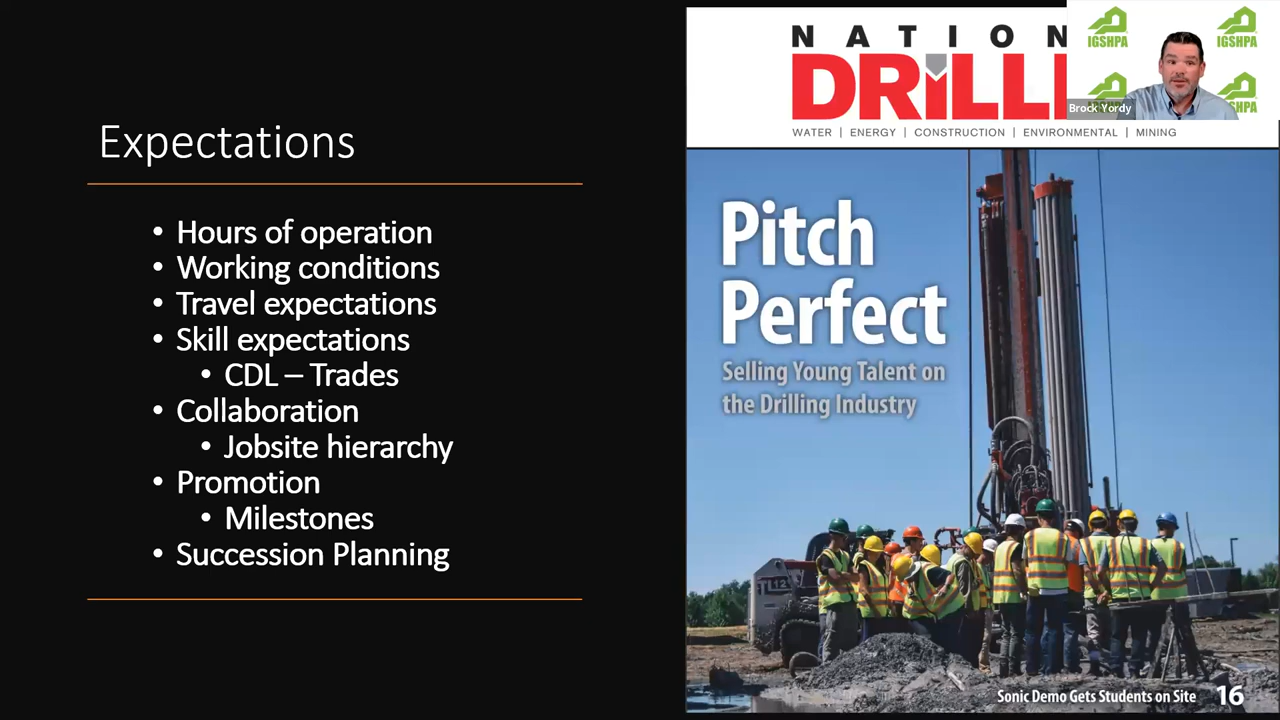 Expectations
• Hours of operation
• Working conditions
• Travel expectations
• Skill expectations
• CDL – Trades
• Collaboration
• Jobsite hierarchy
• Promotion
• Milestones
• Succession Planning
NATION
DRILL
WATER | ENERGY | CONSTRUCTION | ENVIRONMENTAL | MINING
Pitch
Perfect
Selling Young Talent on
the Drilling Industry
Sonic Demo Gets Students on Site 16
IGSHPA
IGSHPA
Brock Yordy